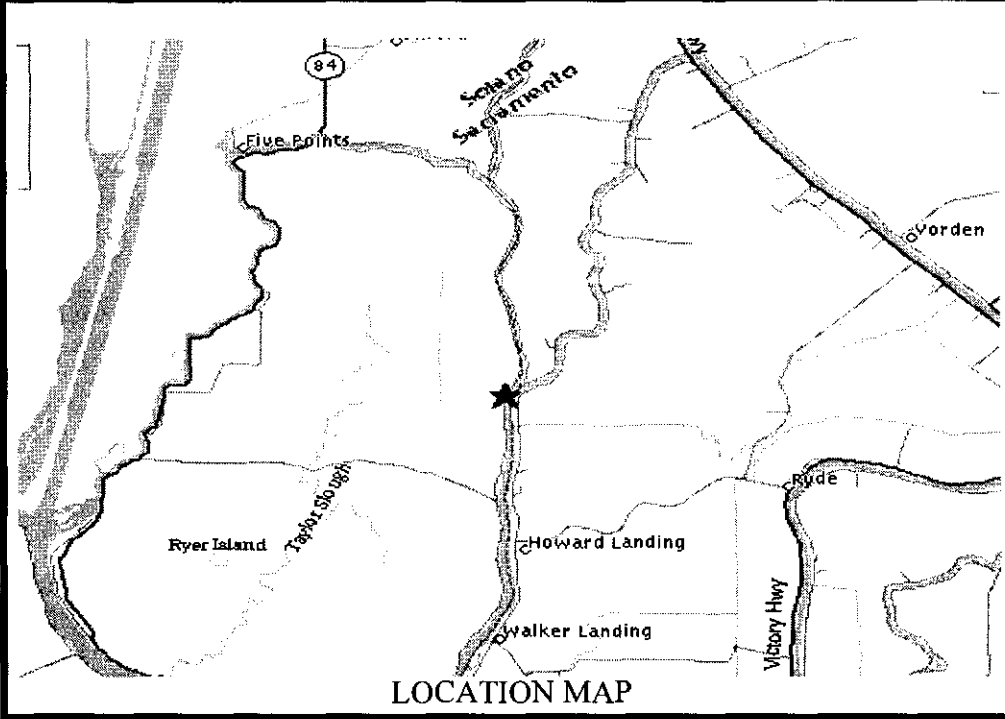 84
Solano
Sacramento
Five Points
Vorden
Ryde
Taylor Slough
Ryer Island
Howard Landing
Walker Landing
Victory Hwy
LOCATION MAP